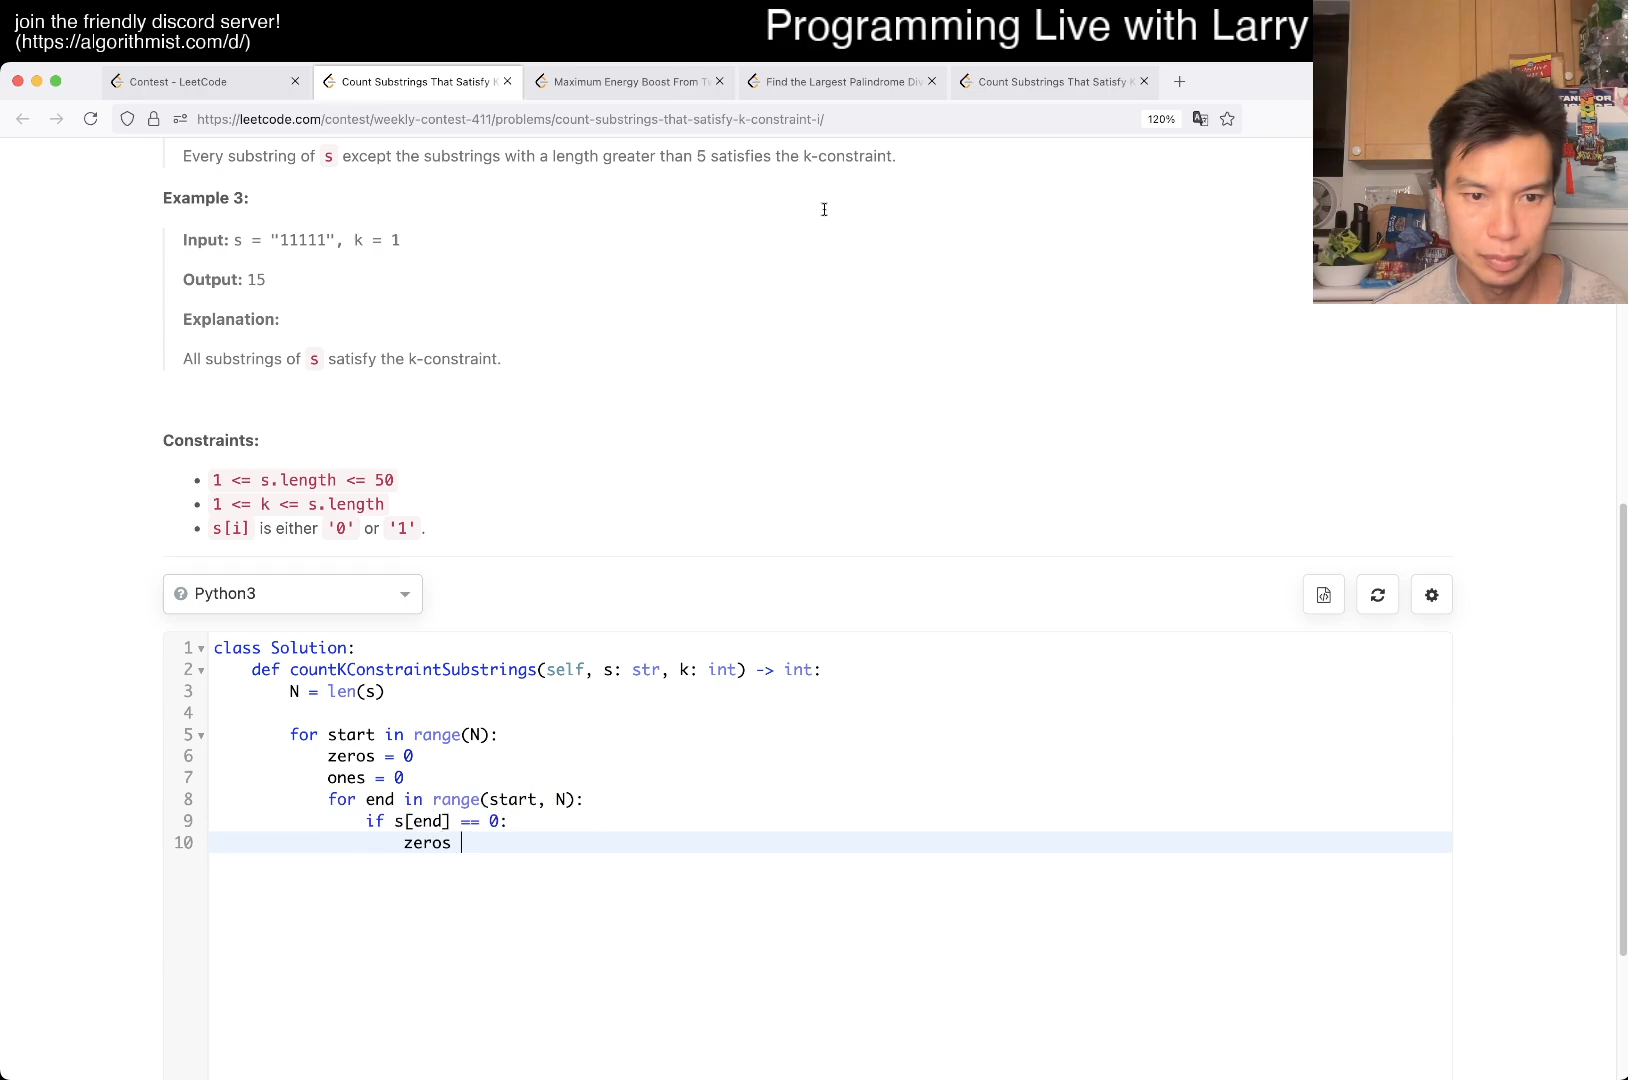 join the friendly discord server!
(https://algorithmist.com/d/)
Programming Live with Larry
Contest - LeetCode
Count Substrings That Satisfy K
Maximum Energy Boost From Tw
Find the Largest Palindrome Div
Count Substrings That Satisfy K
https://leetcode.com/contest/weekly-contest-411/problems/count-substrings-that-satisfy-k-constraint-i/
120%
Every substring of s except the substrings with a length greater than 5 satisfies the k-constraint.
Example 3:
Input: s = "11111", k = 1
Output: 15
Explanation:
All substrings of s satisfy the k-constraint.
Constraints:
1 <= s.length <= 50
1 <= k <= s.length
s[i] is either '0' or '1'.
Python3
1 class Solution:
2 def countKConstraintSubstrings(self, s: str, k: int) -> int:
3 N = len(s)
4
5 for start in range(N):
6 zeros = 0
7 ones = 0
8 for end in range(start, N):
9 if s[end] == 0:
10 zeros